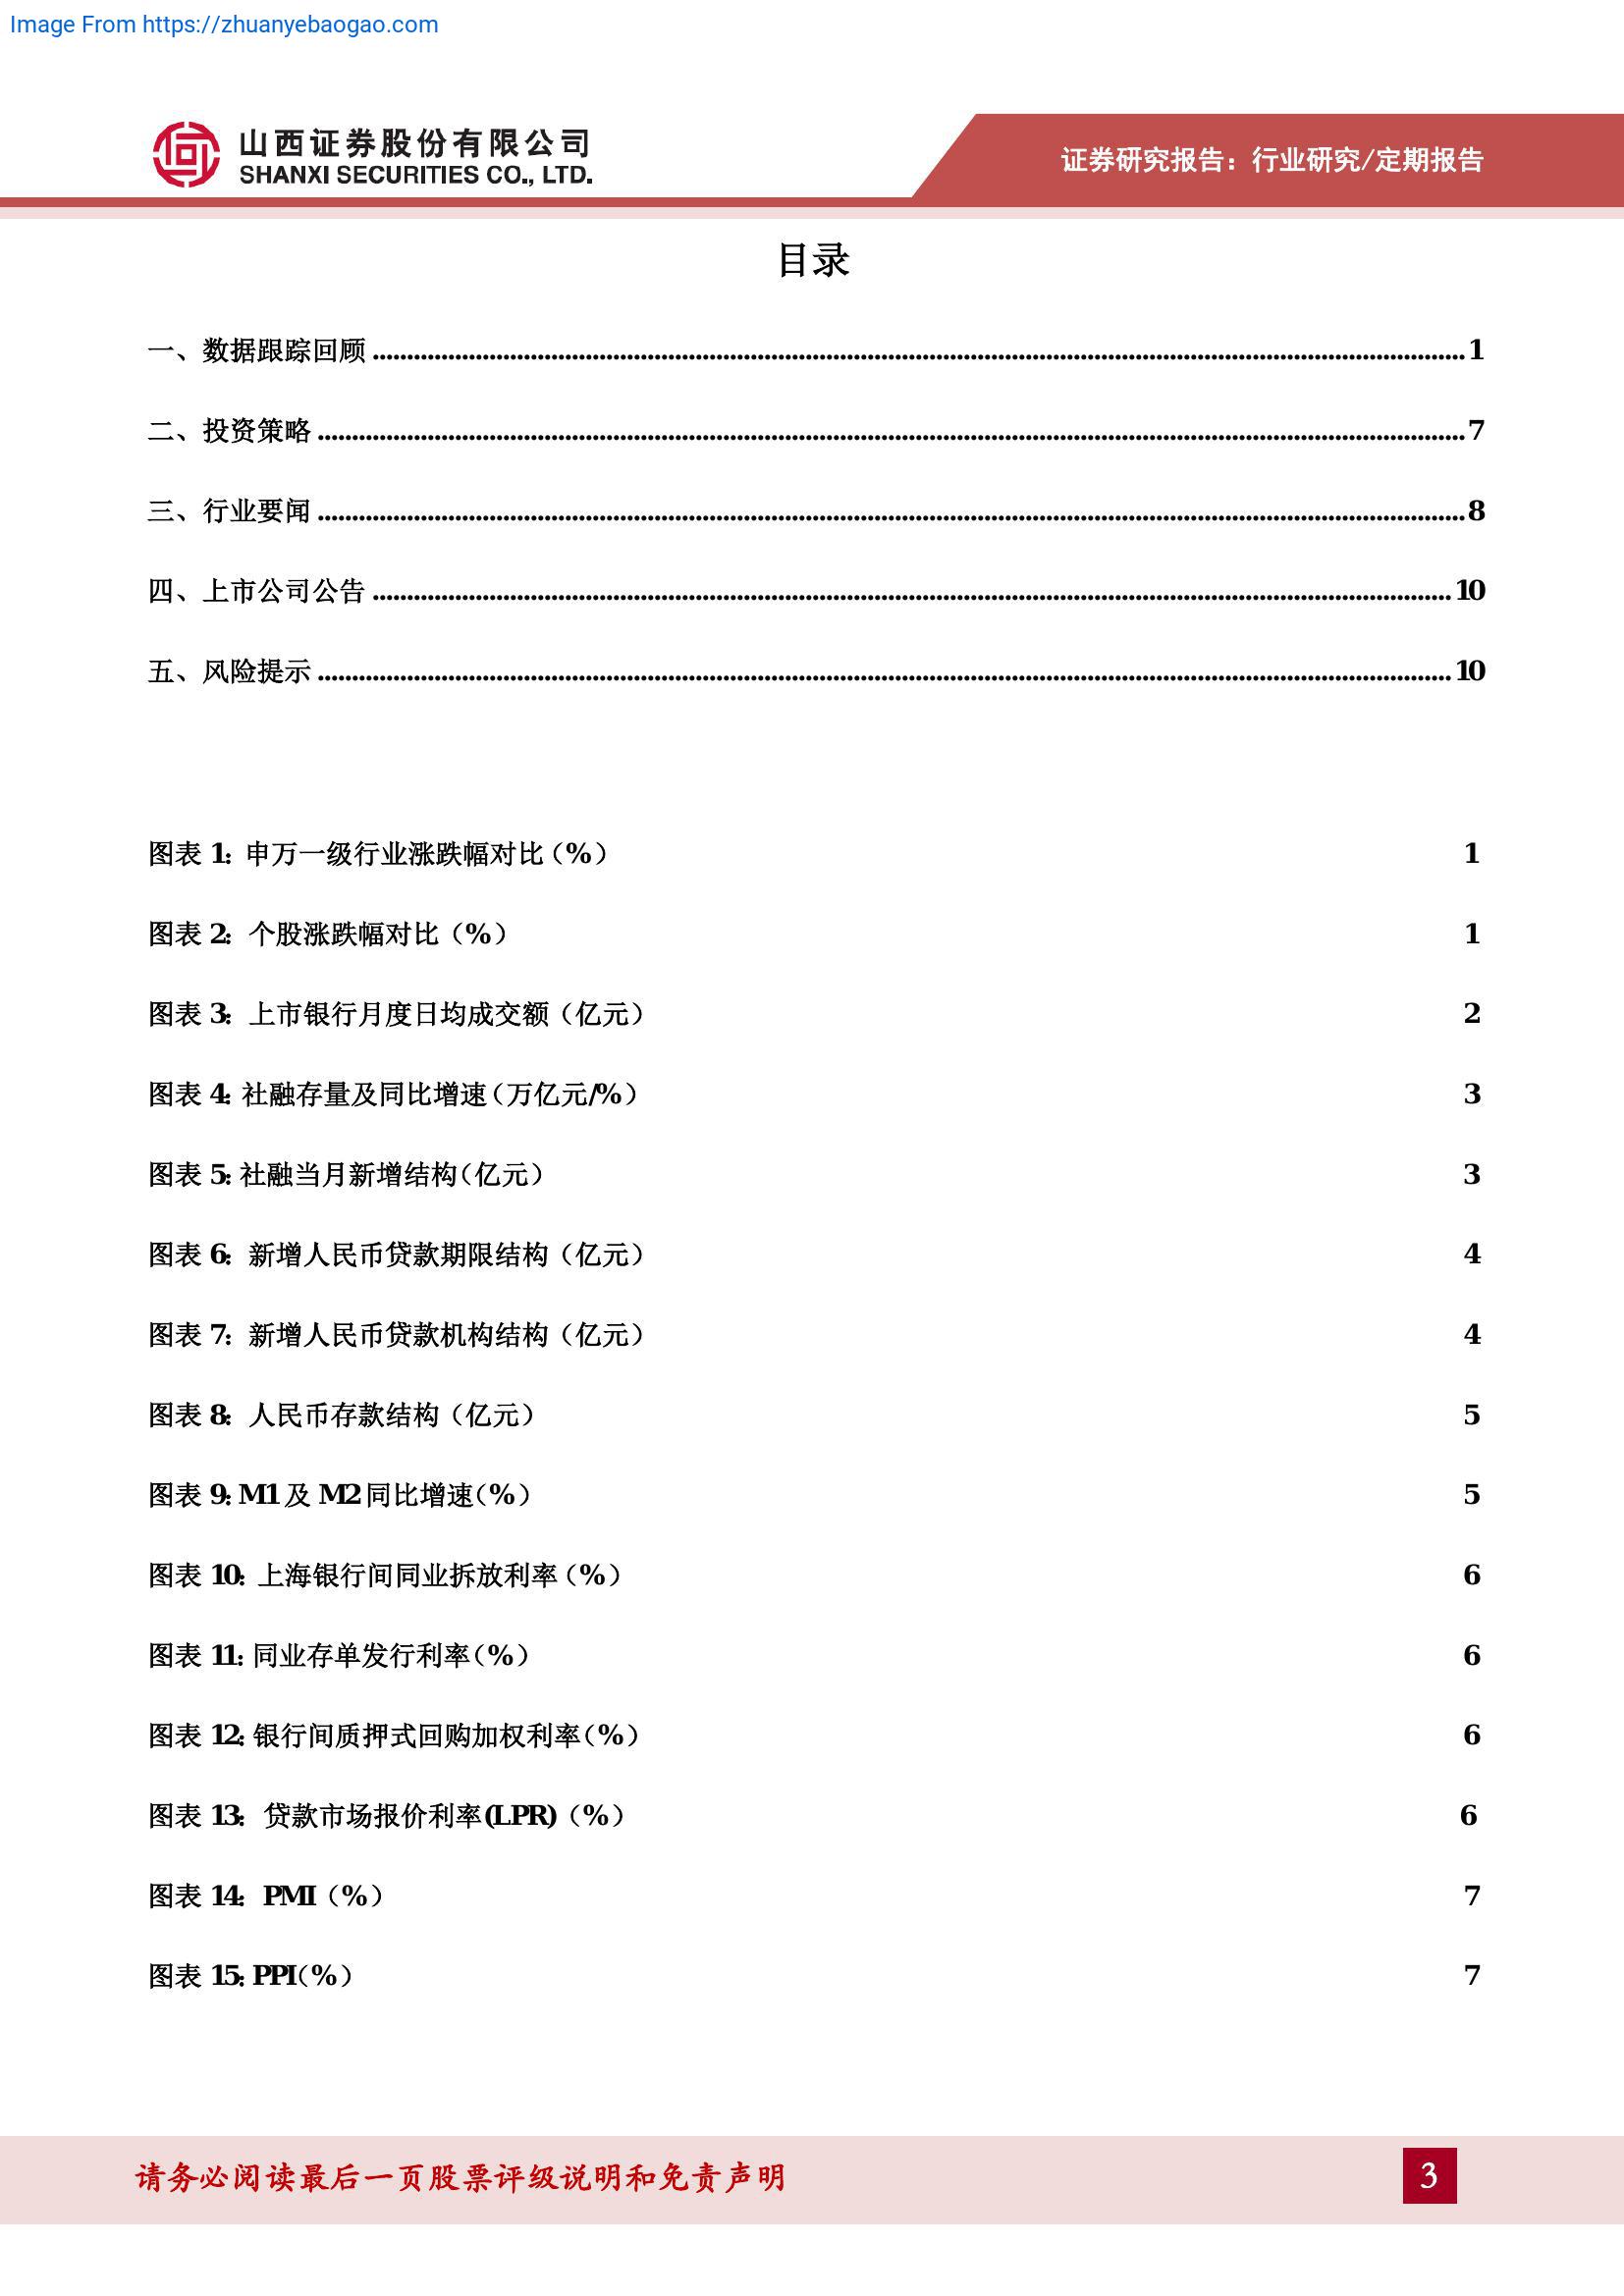 Image From https://zhuanyebaogao.com
山西证券股份有限公司
SHANXI SECURITIES CO., LTD.
证券研究报告：行业研究/定期报告
目录
一、数据跟踪回顾 1
二、投资策略 7
三、行业要闻 8
四、上市公司公告 10
五、风险提示 10
图表 1: 申万一级行业涨跌幅对比（%） 1
图表 2: 个股涨跌幅对比（%） 1
图表 3: 上市银行月度日均成交额（亿元） 2
图表 4: 社融存量及同比增速（万亿元/%） 3
图表 5: 社融当月新增结构（亿元） 3
图表 6: 新增人民币贷款期限结构（亿元） 4
图表 7: 新增人民币贷款机构结构（亿元） 4
图表 8: 人民币存款结构（亿元） 5
图表 9: M1 及 M2 同比增速（%） 5
图表 10: 上海银行间同业拆放利率（%） 6
图表 11: 同业存单发行利率（%） 6
图表 12: 银行间质押式回购加权利率（%） 6
图表 13: 贷款市场报价利率(LPR)（%） 6
图表 14: PMI（%） 7
图表 15: PPI（%） 7
请务必阅读最后一页股票评级说明和免责声明
3